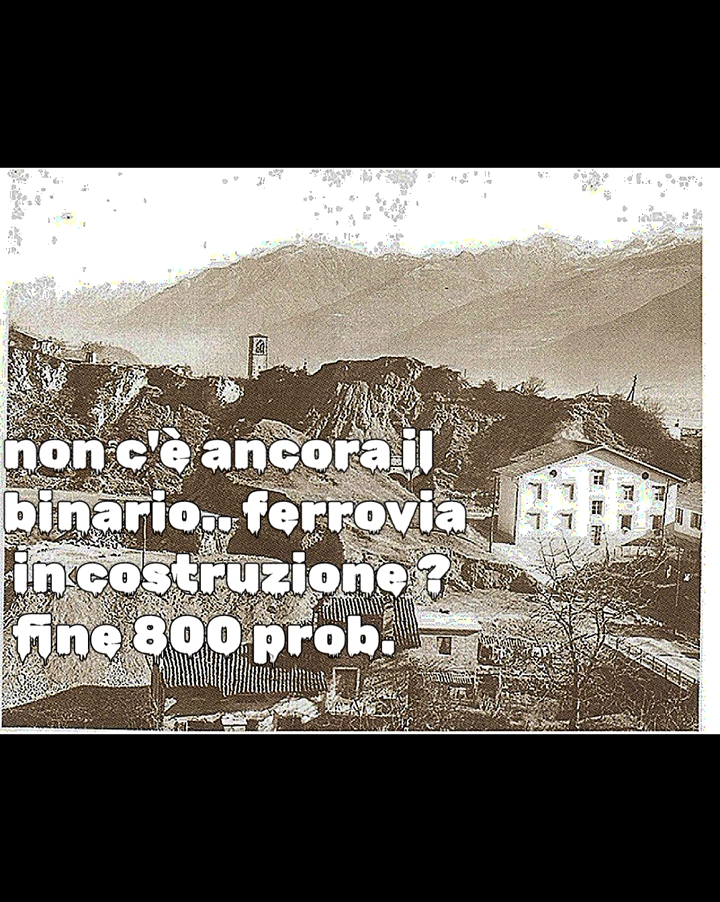 non c'è ancora il
binario.. ferrovia
in costruzione ?
fine 800 prob.